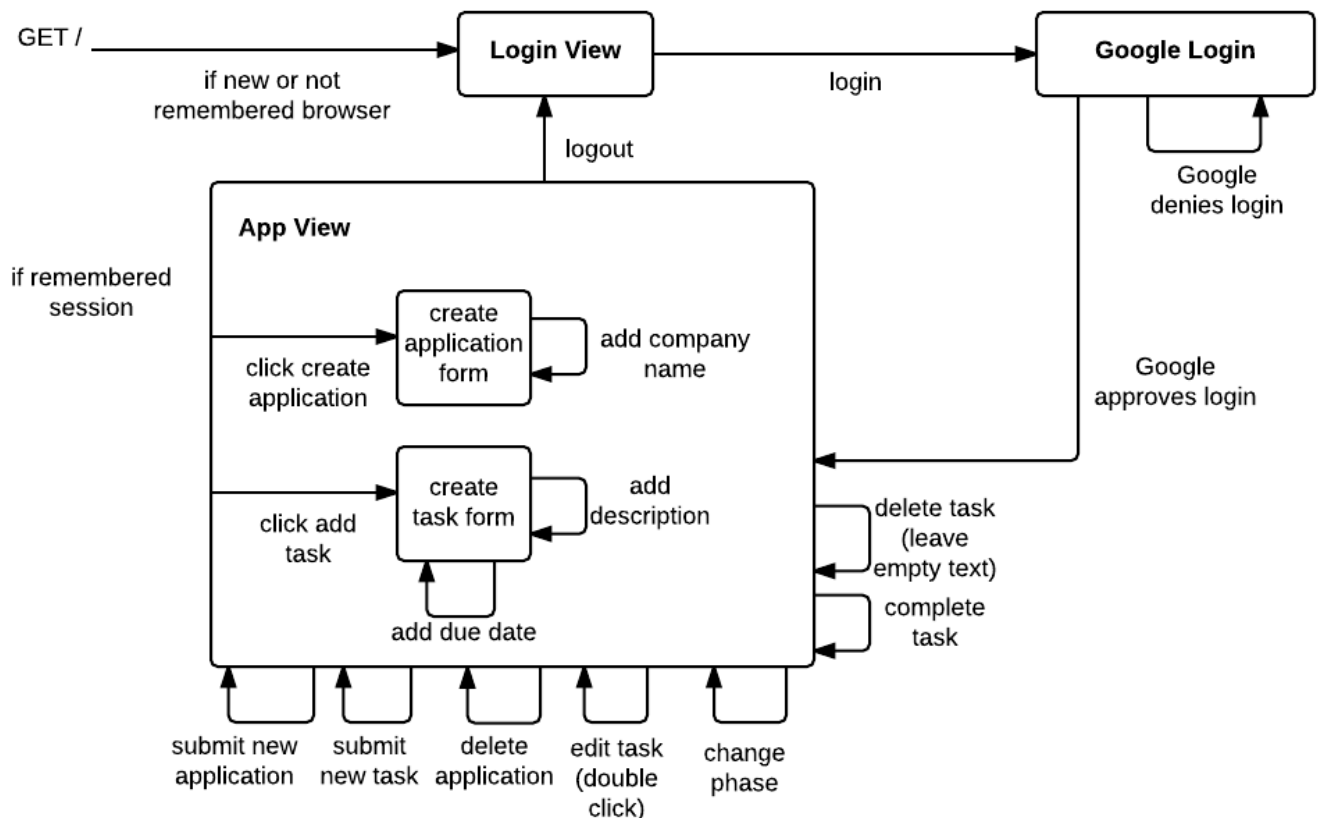 GET /
Login View
Google Login
if new or not
remembered browser
login
logout
Google
denies login
App View
if remembered
session
create
application
form
add company
name
click create
application
Google
approves login
create
task form
add
description
click add
task
delete task
(leave
empty text)
add due date
complete
task
submit new
application
submit
new task
delete
application
edit task
(double
click)
change
phase